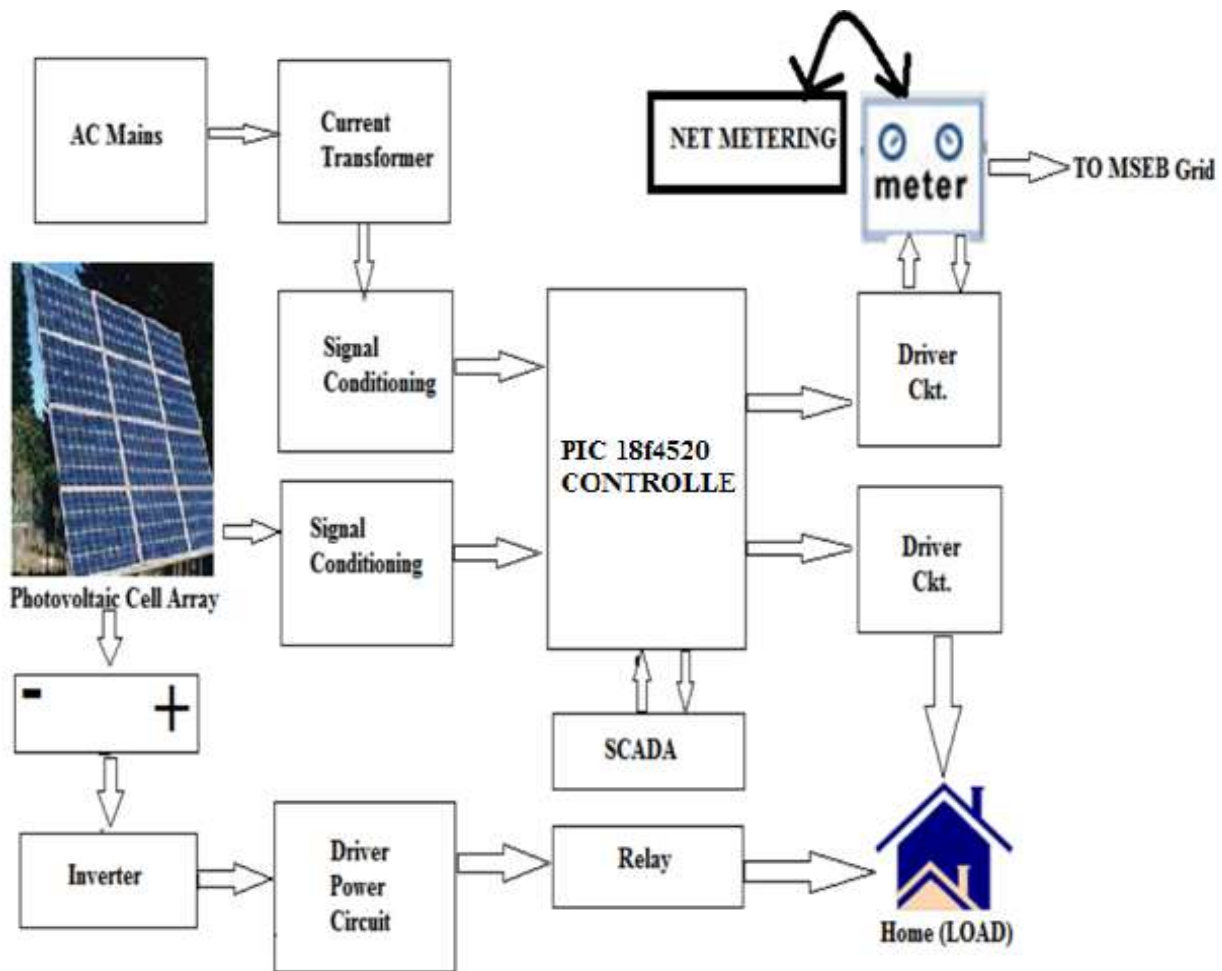 AC Mains
Current
Transformer
NET METERING
meter
TO MSEB Grid
Signal
Conditioning
Driver
Ckt.
PIC 18f4520
CONTROLLE
Signal
Conditioning
Driver
Ckt.
Photovoltaic Cell Array
- +
SCADA
Inverter
Driver
Power
Circuit
Relay
Home (LOAD)